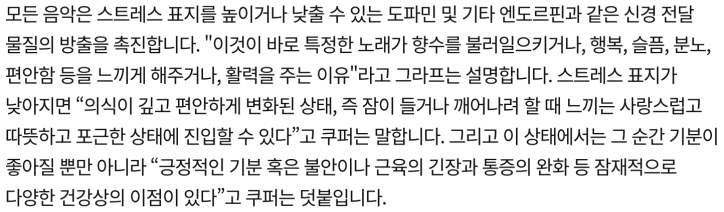 모든 음악은 스트레스 표지를 높이거나 낮출 수 있는 도파민 및 기타 엔도르핀과 같은 신경 전달
물질의 방출을 촉진합니다. "이것이 바로 특정한 노래가 향수를 불러일으키거나, 행복, 슬픔, 분노,
편안함 등을 느끼게 해주거나, 활력을 주는 이유"라고 그라프는 설명합니다. 스트레스 표지가
낮아지면 “의식이 깊고 편안하게 변화된 상태, 즉 잠이 들거나 깨어나려 할 때 느끼는 사랑스럽고
따뜻하고 포근한 상태에 진입할 수 있다”고 쿠퍼는 말합니다. 그리고 이 상태에서는 그 순간 기분이
좋아질 뿐만 아니라 “긍정적인 기분 혹은 불안이나 근육의 긴장과 통증의 완화 등 잠재적으로
다양한 건강상의 이점이 있다”고 쿠퍼는 덧붙입니다.